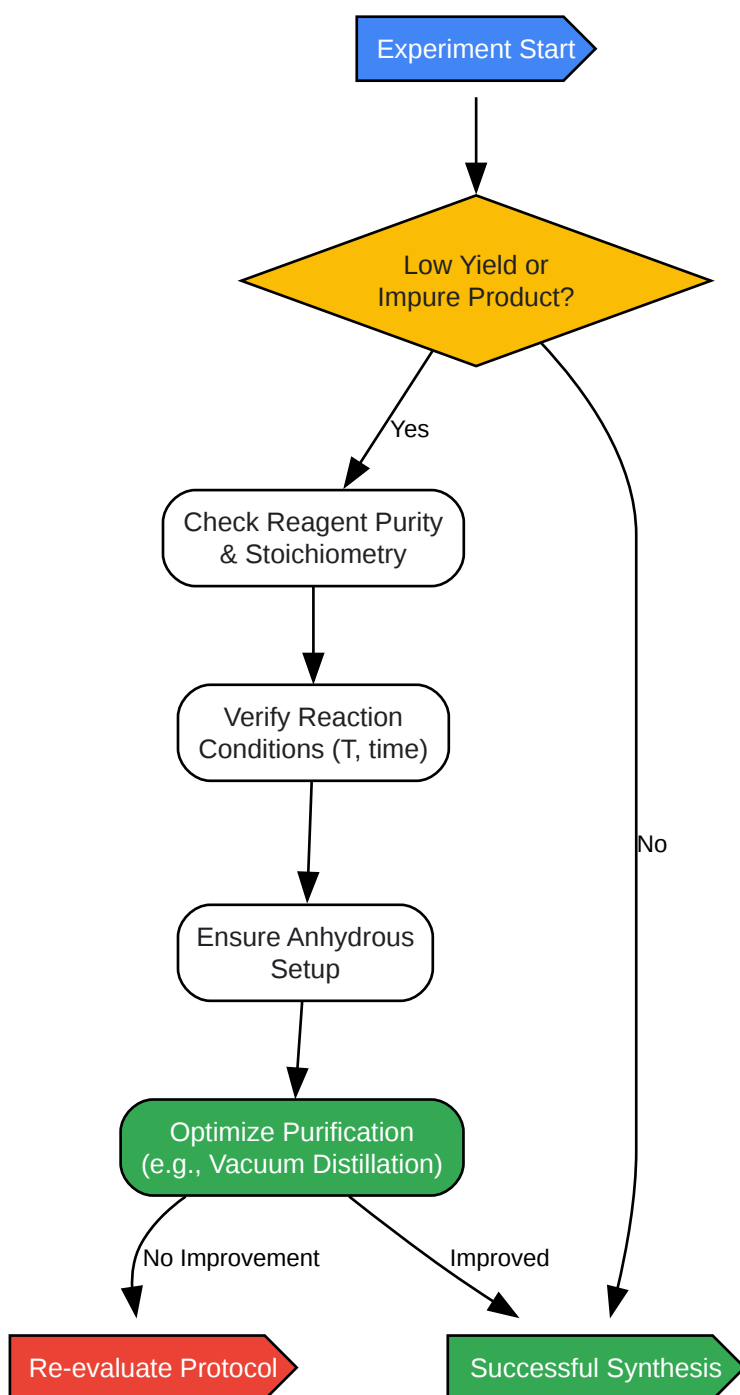 Experiment Start
Low Yield or
Impure Product?
Yes
Check Reagent Purity
& Stoichiometry
Verify Reaction
Conditions (T, time)
No
Ensure Anhydrous
Setup
Optimize Purification
(e.g., Vacuum Distillation)
No Improvement
Improved
Re-evaluate Protocol
Successful Synthesis